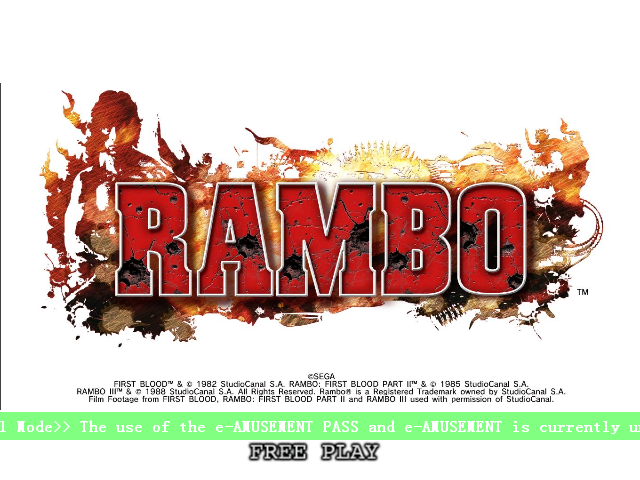 RAMBO
TM
©SEGA
FIRST BLOOD™ & © 1982 StudioCanal S.A. RAMBO: FIRST BLOOD PART II™ & © 1985 StudioCanal S.A.
RAMBO III™ & © 1988 StudioCanal S.A. All Rights Reserved. Rambo® is a Registered Trademark owned by StudioCanal S.A.
Film Footage from FIRST BLOOD, RAMBO: FIRST BLOOD PART II and RAMBO III used with permission of StudioCanal.
l Mode>> The use of the e-AMUSEMENT PASS and e-AMUSEMENT is currently u
FREE PLAY